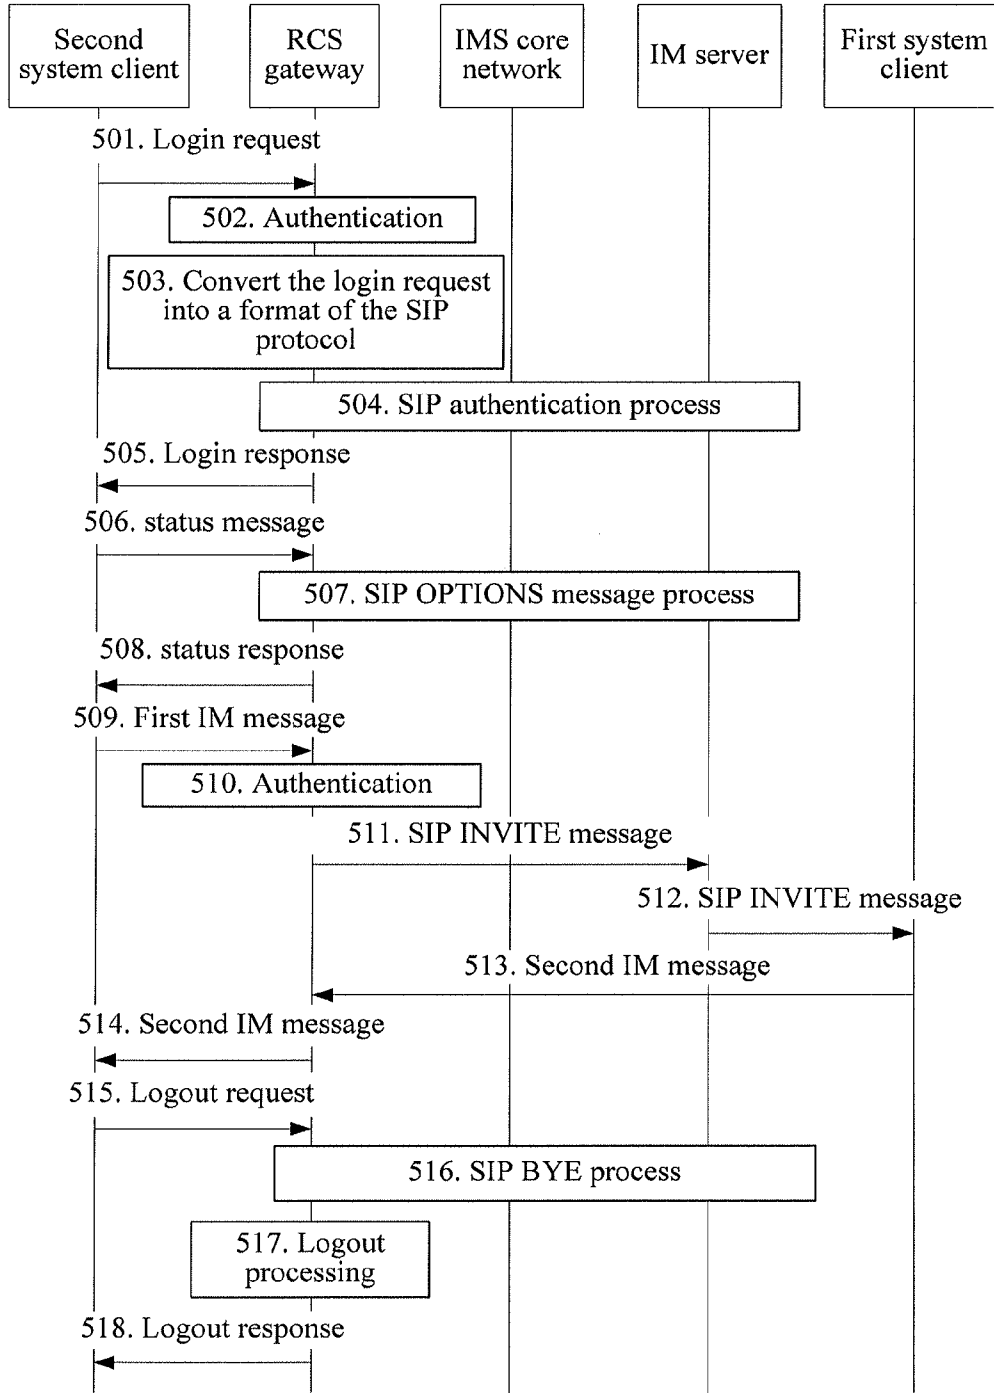 Second
system client
RCS
gateway
IMS core
network
IM server
First system
client
501. Login request
502. Authentication
503. Convert the login request
into a format of the SIP
protocol
504. SIP authentication process
505. Login response
506. status message
507. SIP OPTIONS message process
508. status response
509. First IM message
510. Authentication
511. SIP INVITE message
512. SIP INVITE message
513. Second IM message
514. Second IM message
515. Logout request
516. SIP BYE process
517. Logout
processing
518. Logout response